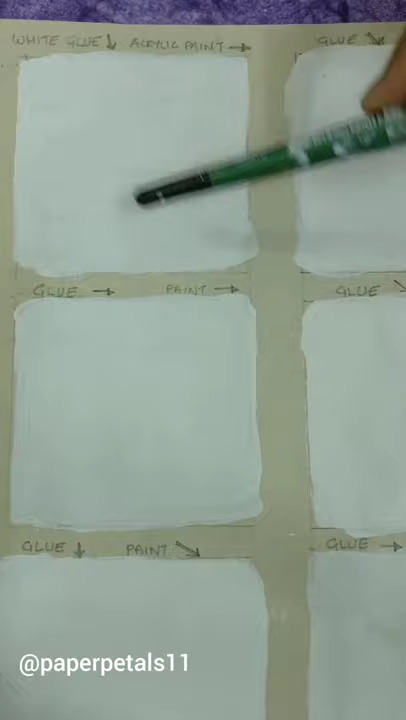 WHITE GLUE ↓ ACRYLIC PAINT →
GLUE ↘
GLUE → PAINT →
GLUE ↘
GLUE ↓ PAINT ↘
GLUE →
@paperpetals11